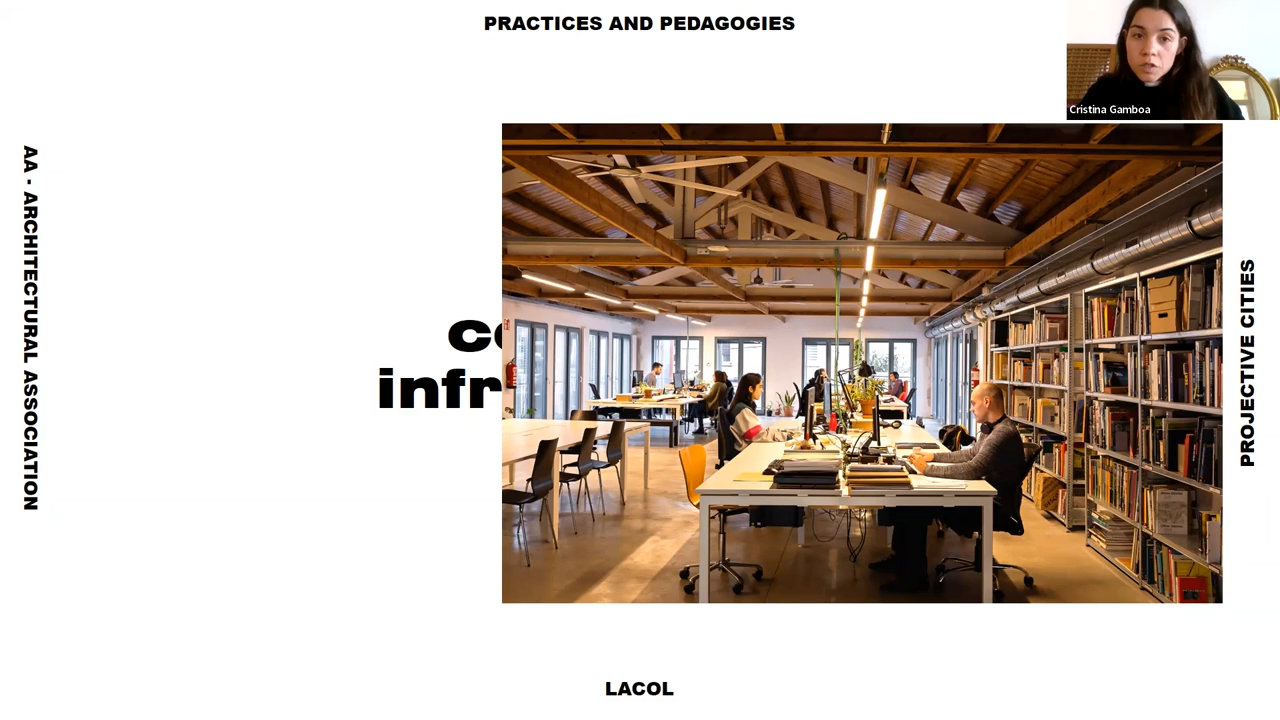 PRACTICES AND PEDAGOGIES
Cristina Gamboa
AA - ARCHITECTURAL ASSOCIATION
PROJECTIVE CITIES
LACOL